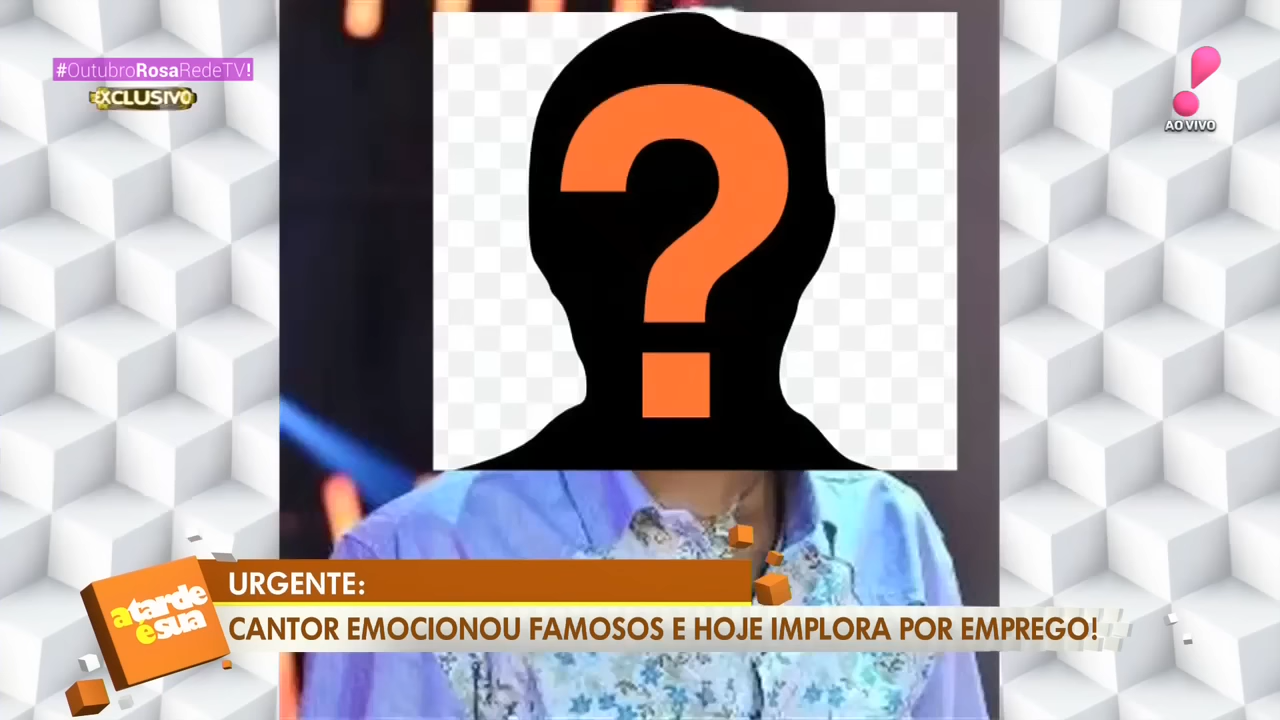 #OutubroRosaRedeTV!
EXCLUSIVO
AO VIVO
?
a tarde
é sua
URGENTE:
CANTOR EMOCIONOU FAMOSOS E HOJE IMPLORA POR EMPREGO!